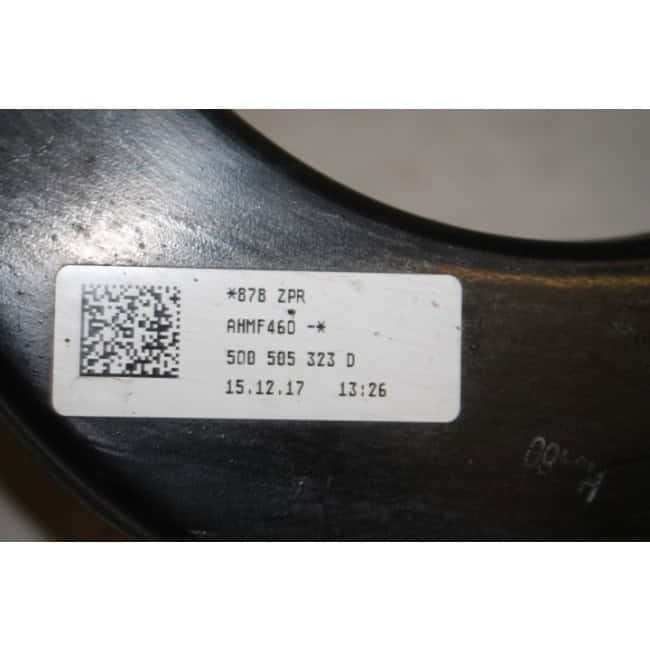 *878 ZPR
AHMF460 -*
5Q0 505 323 D
15.12.17 13:26